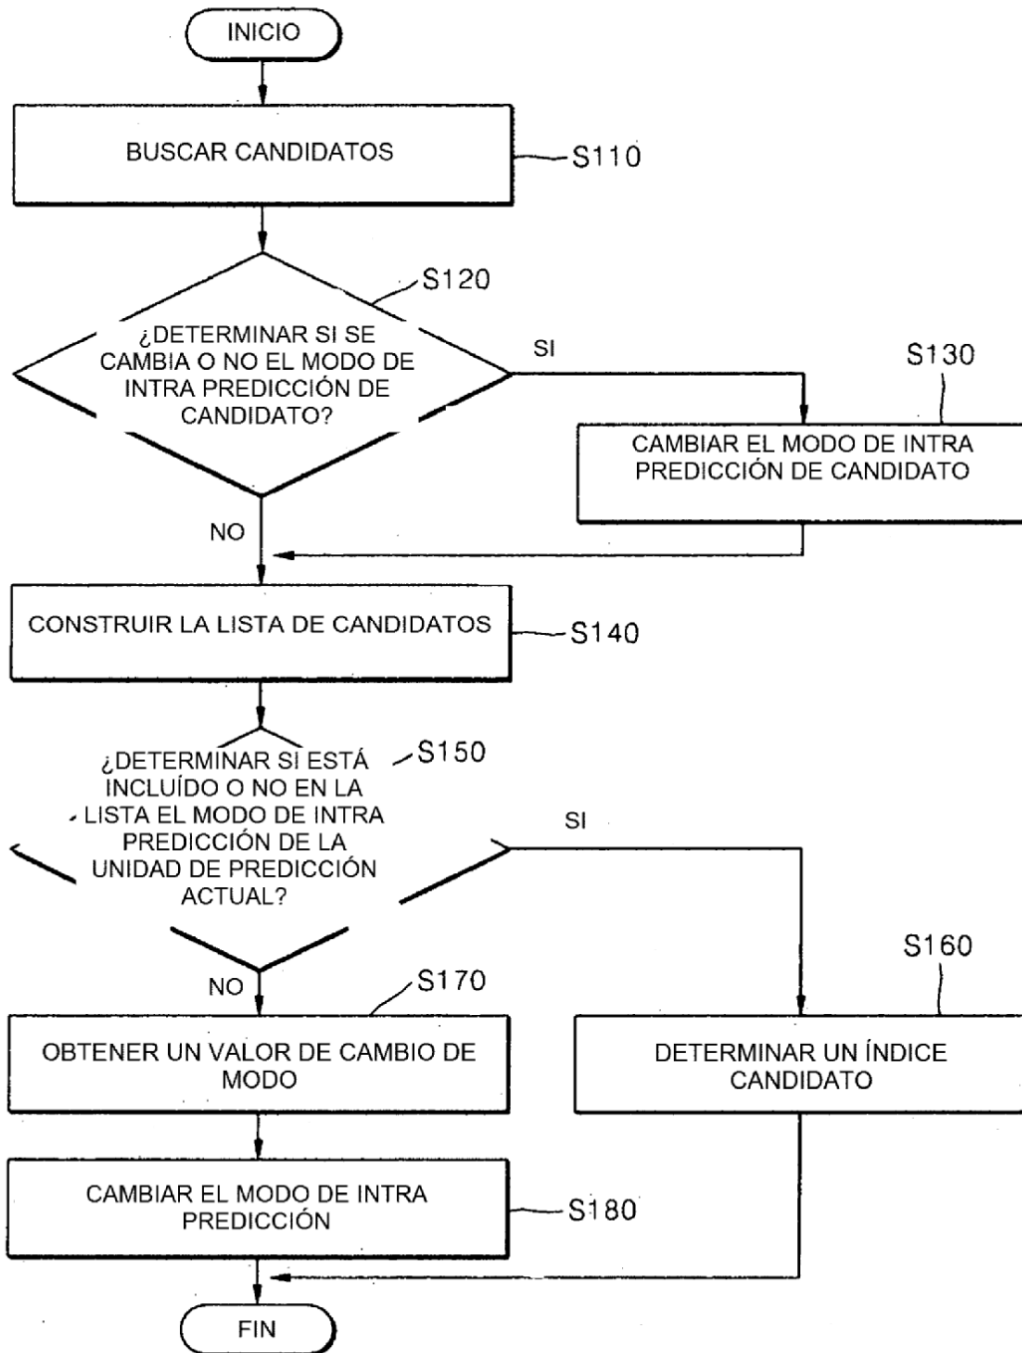 INICIO
BUSCAR CANDIDATOS
S110
S120
¿DETERMINAR SI SE
CAMBIA O NO EL MODO DE
INTRA PREDICCIÓN DE
CANDIDATO?
SI
S130
CAMBIAR EL MODO DE INTRA
PREDICCIÓN DE CANDIDATO
NO
CONSTRUIR LA LISTA DE CANDIDATOS
S140
S150
¿DETERMINAR SI ESTÁ
INCLUÍDO O NO EN LA
LISTA EL MODO DE INTRA
PREDICCIÓN DE LA
UNIDAD DE PREDICCIÓN
ACTUAL?
SI
S160
DETERMINAR UN ÍNDICE
CANDIDATO
NO
S170
OBTENER UN VALOR DE CAMBIO DE
MODO
CAMBIAR EL MODO DE INTRA
PREDICCIÓN
S180
FIN